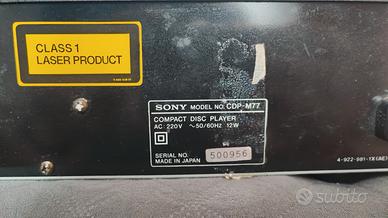 CLASS 1
LASER PRODUCT
SONY MODEL NO. CDP-M77
COMPACT DISC PLAYER
AC: 220V ~50/60Hz 12W
SERIAL NO. 500956
MADE IN JAPAN
subito